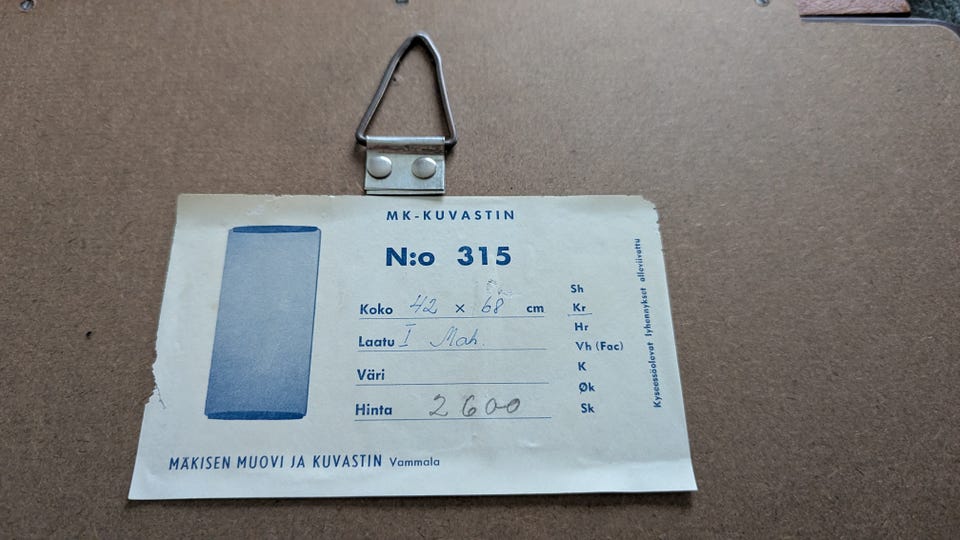 MK-KUVASTIN
N:o 315
Koko 42 x 68 cm
Laatu I Mah.
Väri
Hinta 2600
Sh
Kr
Hr
Vh (Fac)
K
Øk
Sk
Kyseessäolevat lyhennykset alleviivattu
MÄKISEN MUOVI JA KUVASTIN Vammala